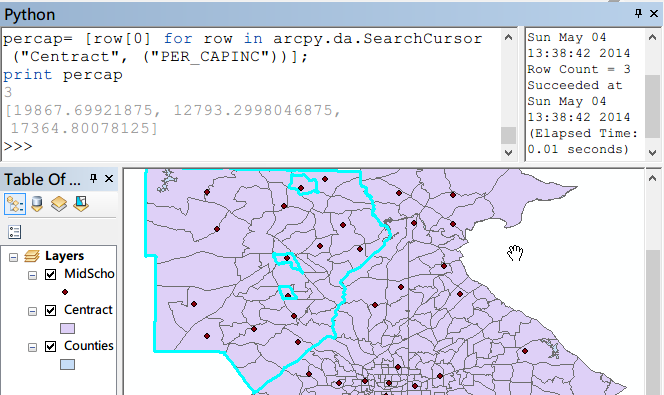 Python
percap= [row[0] for row in arcpy.da.SearchCursor
("Centract", ("PER_CAPINC"))];
print percap
3
[19867.69921875, 12793.2998046875,
17364.80078125]
>>>
Sun May 04
13:38:42 2014
Row Count = 3
Succeeded at
Sun May 04
13:38:42 2014
(Elapsed Time:
0.01 seconds)
Table Of ...
Layers
MidScho
Centract
Counties